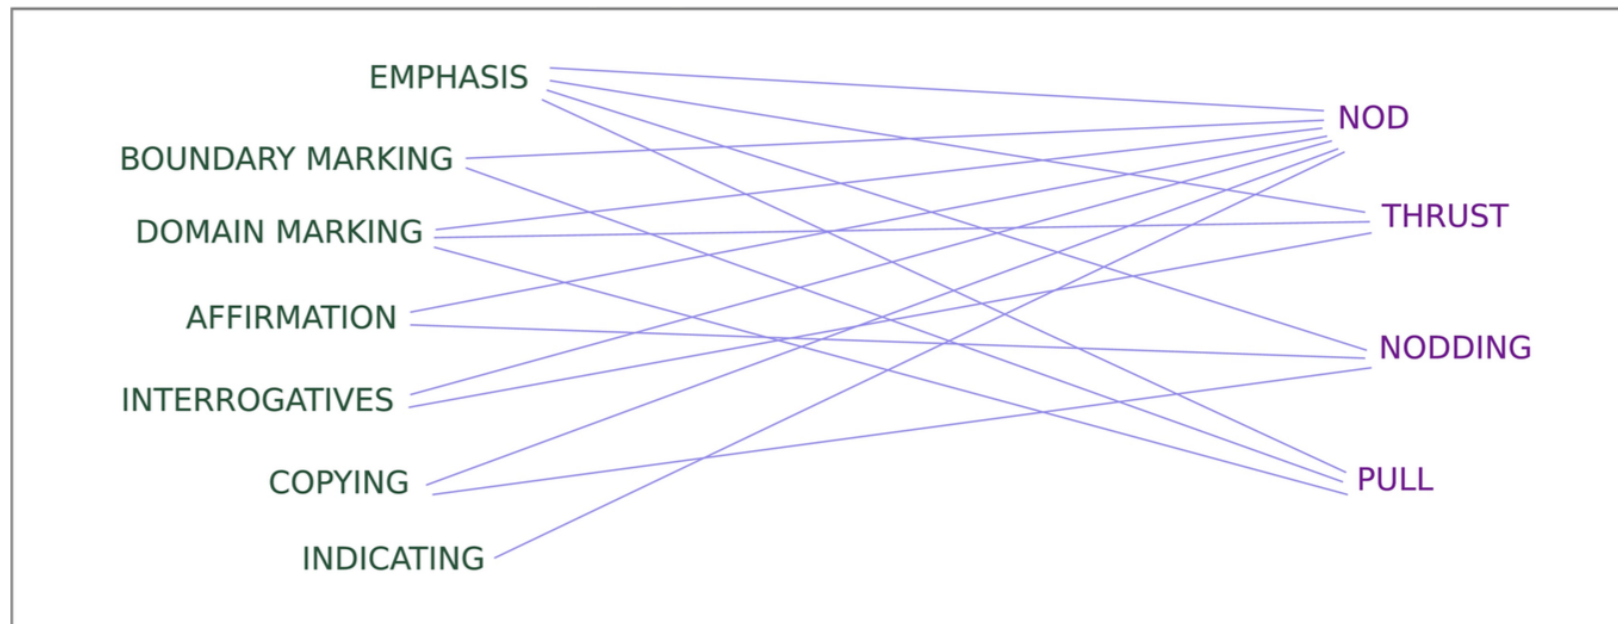 EMPHASIS
BOUNDARY MARKING
DOMAIN MARKING
AFFIRMATION
INTERROGATIVES
COPYING
INDICATING
NOD
THRUST
NODDING
PULL